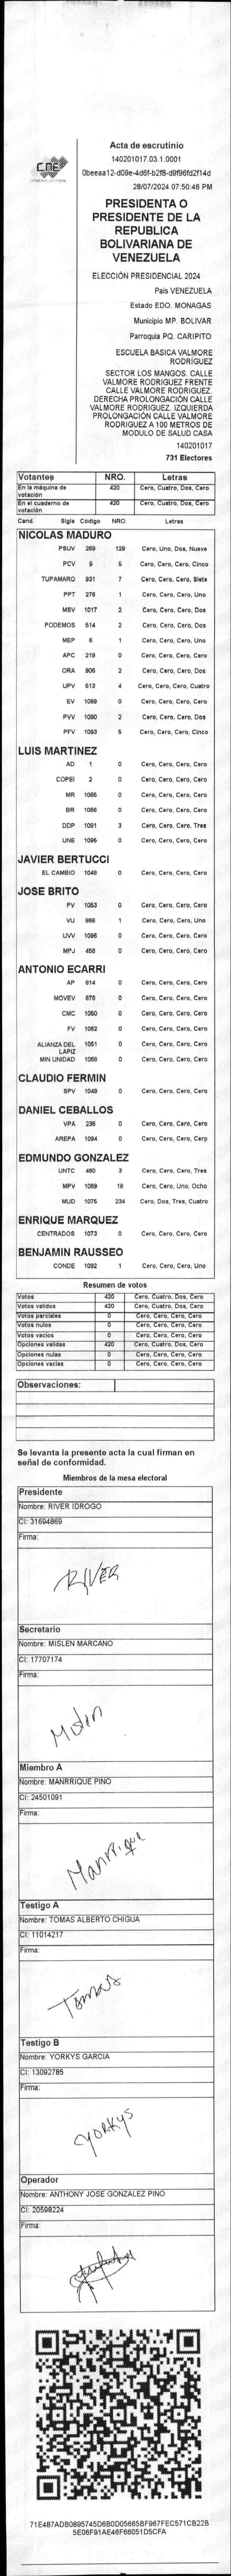 CNE
Acta de escrutinio
140201017.03.1.0001
28/07/2024 07:50:46 PM
PRESIDENTA O
PRESIDENTE DE LA
REPUBLICA
BOLIVARIANA DE
VENEZUELA
ELECCIÓN PRESIDENCIAL 2024
Pais VENEZUELA
Estado EDO. MONAGAS
Municipio MP. BOLIVAR
Parroquia PQ. CARIPITO
ESCUELA BASICA VALMORE
RODRÍGUEZ
SECTOR LOS MANGOS. CALLE
VALMORE RODRIGUEZ FRENTE
CALLE VALMORE RODRIGUEZ.
DERECHA PROLONGACIÓN CALLE
VALMORE RODRIGUEZ. IZQUIERDA
PROLONGACIÓN CALLE VALMORE
RODRIGUEZ A 100 METROS DE
MODULO DE SALUD CASA
140201017
731 Electores
Votantes NRO. Letras
En la máquina de votación 420 Cero, Cuatro, Dos, Cero
En el cuaderno de votación 420 Cero, Cuatro, Dos, Cero
Cand. Sigla Código NRO. Letras
NICOLAS MADURO
PSUV 269 129 Cero, Uno, Dos, Nueve
PCV 9 5 Cero, Cero, Cero, Cinco
TUPAMARO 931 7 Cero, Cero, Cero, Siete
PPT 276 1 Cero, Cero, Cero, Uno
MSV 1017 2 Cero, Cero, Cero, Dos
PODEMOS 514 2 Cero, Cero, Cero, Dos
MEP 6 1 Cero, Cero, Cero, Uno
APC 219 0 Cero, Cero, Cero, Cero
ORA 906 2 Cero, Cero, Cero, Dos
UPV 513 4 Cero, Cero, Cero, Cuatro
EV 1089 0 Cero, Cero, Cero, Cero
PVV 1090 2 Cero, Cero, Cero, Dos
PFV 1093 5 Cero, Cero, Cero, Cinco
LUIS MARTINEZ
AD 1 0 Cero, Cero, Cero, Cero
COPEI 2 0 Cero, Cero, Cero, Cero
MR 1065 0 Cero, Cero, Cero, Cero
BR 1066 0 Cero, Cero, Cero, Cero
DDP 1091 3 Cero, Cero, Cero, Tres
UNE 1095 0 Cero, Cero, Cero, Cero
JAVIER BERTUCCI
EL CAMBIO 1048 0 Cero, Cero, Cero, Cero
JOSE BRITO
PV 1053 0 Cero, Cero, Cero, Cero
VU 968 1 Cero, Cero, Cero, Uno
UVV 1096 0 Cero, Cero, Cero, Cero
MPJ 458 0 Cero, Cero, Cero, Cero
ANTONIO ECARRI
AP 814 0 Cero, Cero, Cero, Cero
MOVEV 878 0 Cero, Cero, Cero, Cero
CMC 1050 0 Cero, Cero, Cero, Cero
FV 1062 0 Cero, Cero, Cero, Cero
ALIANZA DEL LAPIZ 1051 0 Cero, Cero, Cero, Cero
MIN UNIDAD 1058 0 Cero, Cero, Cero, Cero
CLAUDIO FERMIN
SPV 1049 0 Cero, Cero, Cero, Cero
DANIEL CEBALLOS
VPA 235 0 Cero, Cero, Cero, Cero
AREPA 1094 0 Cero, Cero, Cero, Cero
EDMUNDO GONZALEZ
UNTC 460 3 Cero, Cero, Cero, Tres
MPV 1069 18 Cero, Cero, Uno, Ocho
MUD 1075 234 Cero, Dos, Tres, Cuatro
ENRIQUE MARQUEZ
CENTRADOS 1073 0 Cero, Cero, Cero, Cero
BENJAMIN RAUSSEO
CONDE 1092 1 Cero, Cero, Cero, Uno
Resumen de votos
Votos 420 Cero, Cuatro, Dos, Cero
Votos validos 420 Cero, Cuatro, Dos, Cero
Votos parciales 0 Cero, Cero, Cero, Cero
Votos nulos 0 Cero, Cero, Cero, Cero
Votos vacios 0 Cero, Cero, Cero, Cero
Opciones validas 420 Cero, Cuatro, Dos, Cero
Opciones nulas 0 Cero, Cero, Cero, Cero
Opciones vacias 0 Cero, Cero, Cero, Cero
Observaciones:
Se levanta la presente acta la cual firman en
señal de conformidad.
Miembros de la mesa electoral
Presidente
Nombre: RIVER IDROGO
CI: 31694869
Firma:
RIVER
Secretario
Nombre: MISLEN MARCANO
CI: 17707174
Firma:
Mislen
Miembro A
Nombre: MANRRIQUE PINO
CI: 24501091
Firma:
Manrrique
Testigo A
Nombre: TOMAS ALBERTO CHIGUA
CI: 11014217
Firma:
Tomas
Testigo B
Nombre: YORKYS GARCIA
CI: 13092785
Firma:
YORKYS
Operador
Nombre: ANTHONY JOSE GONZALEZ PINO
CI: 20598224
Firma:
71E487ADB0895745D6B0D05665BF967FEC571CB22B
5E06F91AE46F66051D5CFA